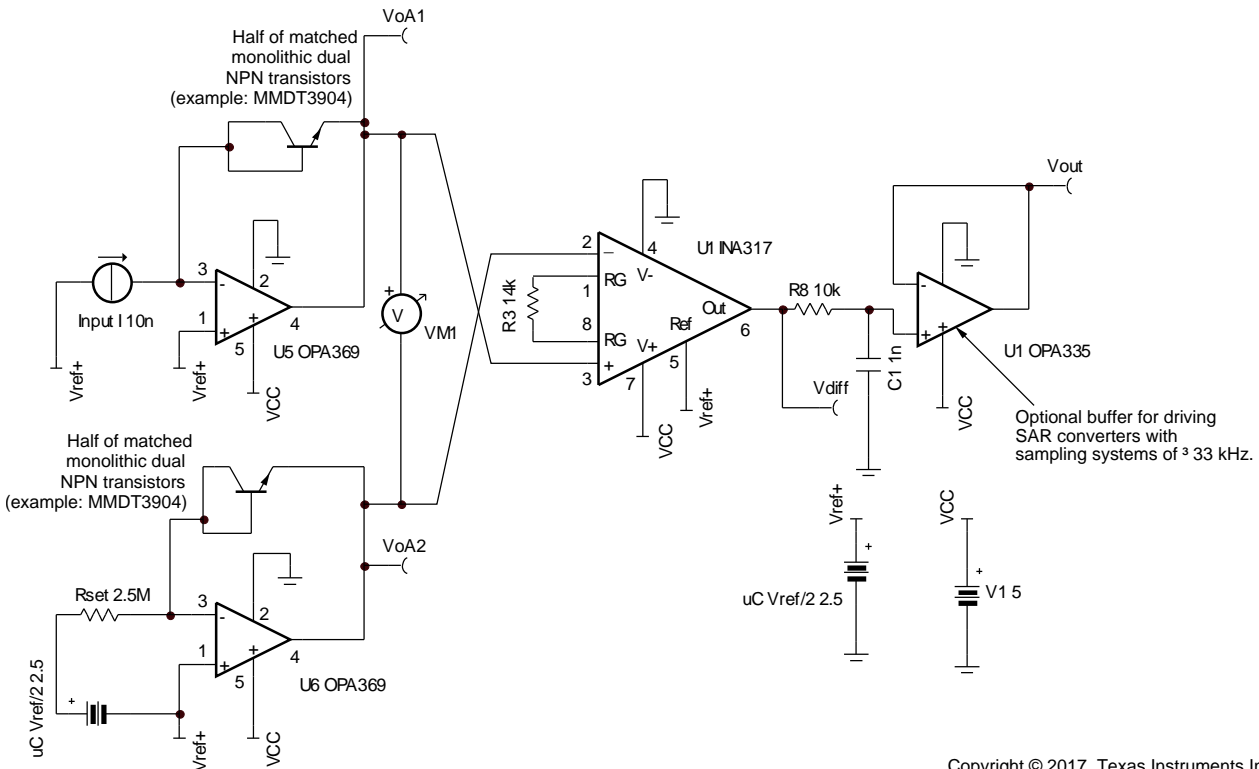 VoA1
Half of matched
monolithic dual
NPN transistors
(example: MMDT3904)
3
-
2
Input I 10n
1
+
+
4
5
U5 OPA369
Vref+
Vref+
VCC
+
V
VM1
2
–
4
U1 INA317
RG
V-
1
R3 14k
Out
8
Ref
6
RG
V+
5
+
3
7
VCC
Vref+
R8 10k
C1 1n
Vdiff
Vout
-
+
+
U1 OPA335
VCC
Optional buffer for driving
SAR converters with
sampling systems of ³ 33 kHz.
Half of matched
monolithic dual
NPN transistors
(example: MMDT3904)
VoA2
Rset 2.5M
3
-
2
1
+
+
4
5
U6 OPA369
uC Vref/2 2.5
+
Vref+
VCC
Vref+
+
uC Vref/2 2.5
VCC
+
V1 5
Copyright © 2017, Texas Instruments In